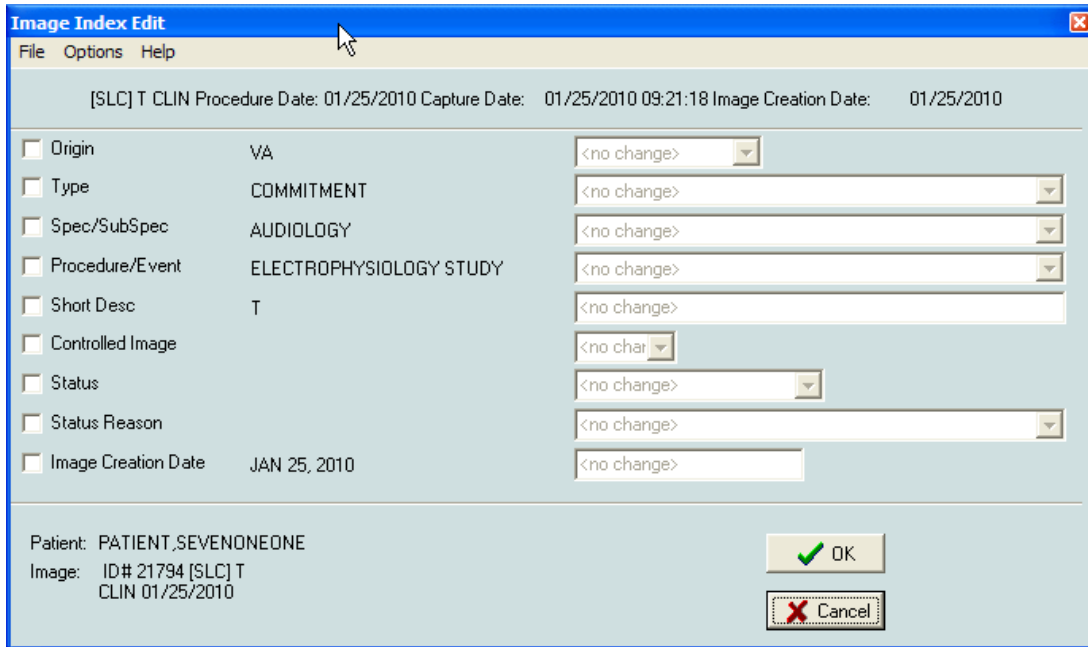 Image Index Edit
File Options Help
[SLC] T CLIN Procedure Date: 01/25/2010 Capture Date: 01/25/2010 09:21:18 Image Creation Date: 01/25/2010
Origin VA <no change>
Type COMMITMENT <no change>
Spec/SubSpec AUDIOLOGY <no change>
Procedure/Event ELECTROPHYSIOLOGY STUDY <no change>
Short Desc T <no change>
Controlled Image <no char
Status <no change>
Status Reason <no change>
Image Creation Date JAN 25, 2010 <no change>
Patient: PATIENT,SEVENONEONE
OK
Image: ID# 21794 [SLC] T
CLIN 01/25/2010
Cancel